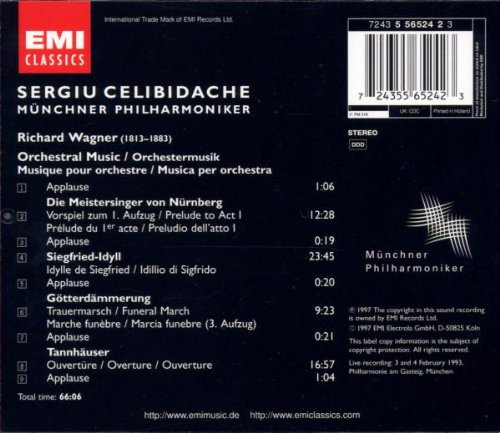 International Trade Mark of EMI Records Ltd.
EMI
CLASSICS
7243 5 56524 2 3
7 24355 65242 3
UK: CDC
Printed in Holland
SERGIU CELIBIDACHE
MÜNCHNER PHILHARMONIKER
STEREO
DDD
Richard Wagner (1813–1883)
Orchestral Music / Orchestermusik
Musique pour orchestre / Musica per orchestra
1 Applause 1:06
Die Meistersinger von Nürnberg
2 Vorspiel zum 1. Aufzug / Prelude to Act I 12:28
Prélude du 1er acte / Preludio dell'atto I
3 Applause 0:19
4 Siegfried-Idyll 23:45
Idylle de Siegfried / Idillio di Sigfrido
5 Applause 0:20
Götterdämmerung
6 Trauermarsch / Funeral March 9:23
Marche funèbre / Marcia funebre (3. Aufzug)
7 Applause 0:21
Tannhäuser
8 Ouvertüre / Overture / Ouverture 16:57
9 Applause 1:04
Total time: 66:06
Münchner
Philharmoniker
℗ 1997 The copyright in this sound recording
is owned by EMI Records Ltd.
© 1997 EMI Electrola GmbH, D-50825 Köln
This label copy information is the subject of
copyright protection. All rights reserved.
Live recording: 3 and 4 February 1993,
Philharmonie am Gasteig, München
http://www.emimusic.de
http://www.emiclassics.com